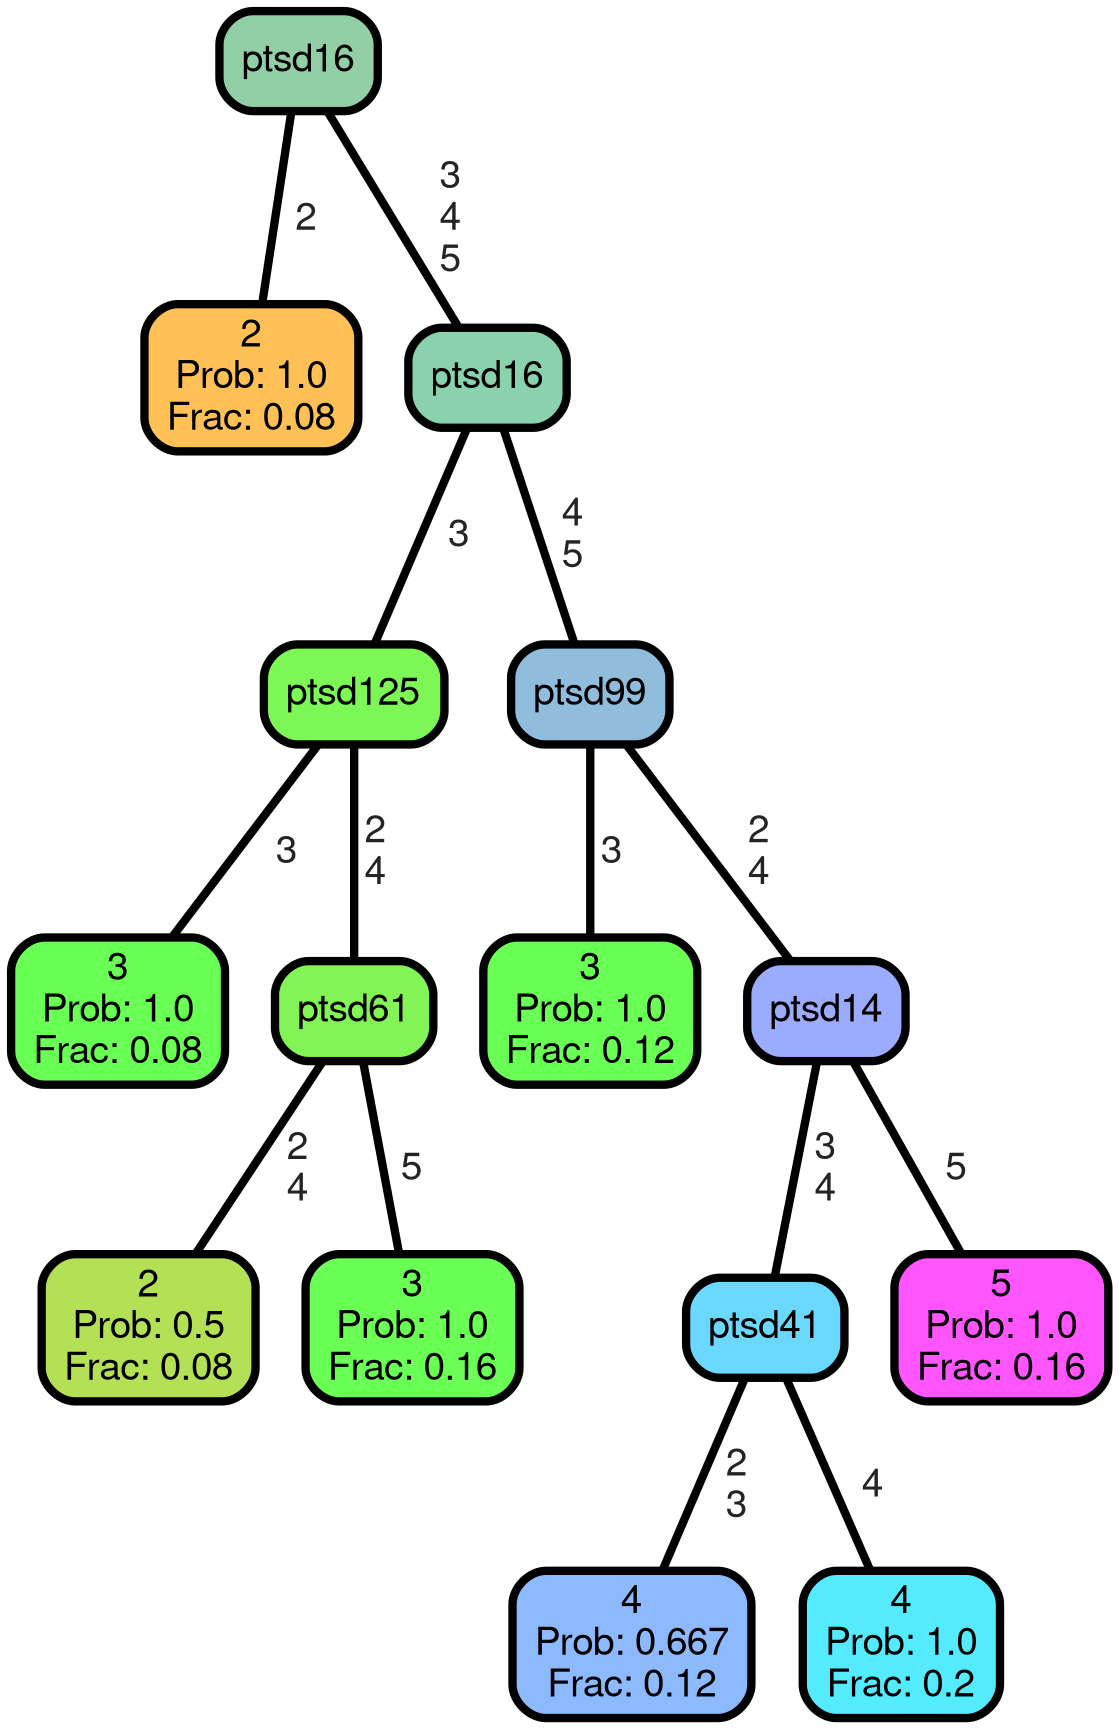 ptsd16
2
3
4
5
2
Prob: 1.0
Frac: 0.08
ptsd16
3
4
5
ptsd125
ptsd99
3
2
4
3
2
4
3
Prob: 1.0
Frac: 0.08
ptsd61
3
Prob: 1.0
Frac: 0.12
ptsd14
2
4
5
3
4
5
2
Prob: 0.5
Frac: 0.08
3
Prob: 1.0
Frac: 0.16
ptsd41
5
Prob: 1.0
Frac: 0.16
2
3
4
4
Prob: 0.667
Frac: 0.12
4
Prob: 1.0
Frac: 0.2